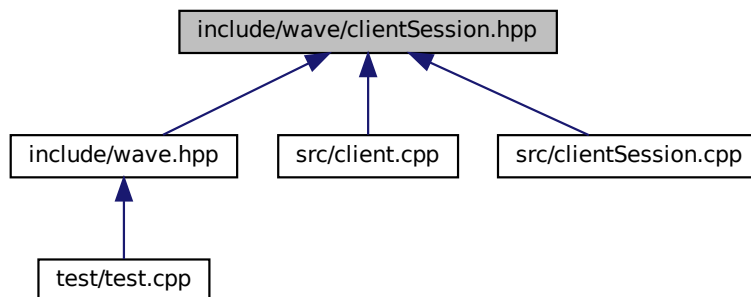 include/wave/clientSession.hpp
include/wave.hpp
src/client.cpp
src/clientSession.cpp
test/test.cpp